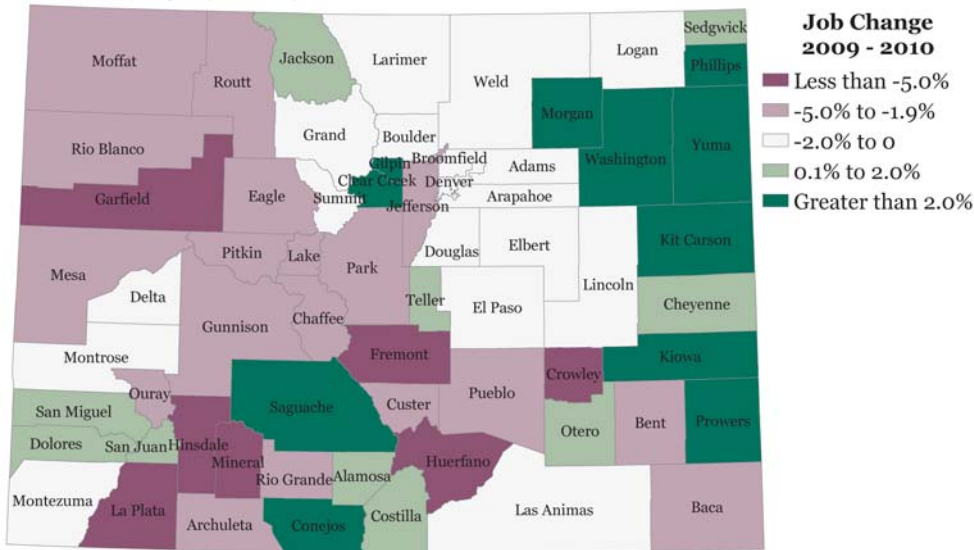 Job Change
2009 - 2010
Less than -5.0%
-5.0% to -1.9%
-2.0% to 0
0.1% to 2.0%
Greater than 2.0%
Sedgwick
Moffat
Routt
Jackson
Larimer
Weld
Logan
Phillips
Morgan
Grand
Boulder
Rio Blanco
Washington
Yuma
Gilpin
Broomfield
Adams
Clear Creek
Denver
Garfield
Eagle
Summit
Jefferson
Arapahoe
Kit Carson
Pitkin
Lake
Park
Douglas
Elbert
Mesa
Lincoln
Delta
Teller
El Paso
Cheyenne
Gunnison
Chaffee
Montrose
Fremont
Kiowa
Crowley
Ouray
Pueblo
San Miguel
Saguache
Custer
Otero
Bent
Prowers
Dolores
San Juan
Hinsdale
Mineral
Huerfano
Rio Grande
Alamosa
Montezuma
La Plata
Archuleta
Conejos
Costilla
Las Animas
Baca